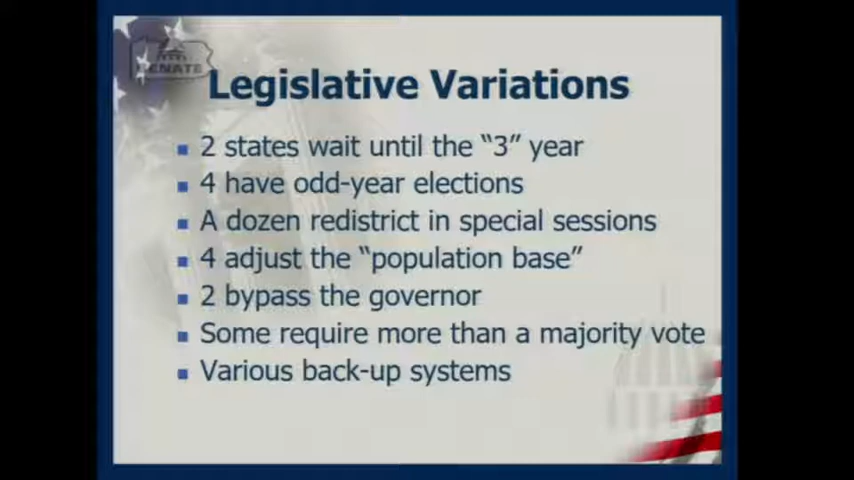 SENATE
Legislative Variations
2 states wait until the “3” year
4 have odd-year elections
A dozen redistrict in special sessions
4 adjust the “population base”
2 bypass the governor
Some require more than a majority vote
Various back-up systems